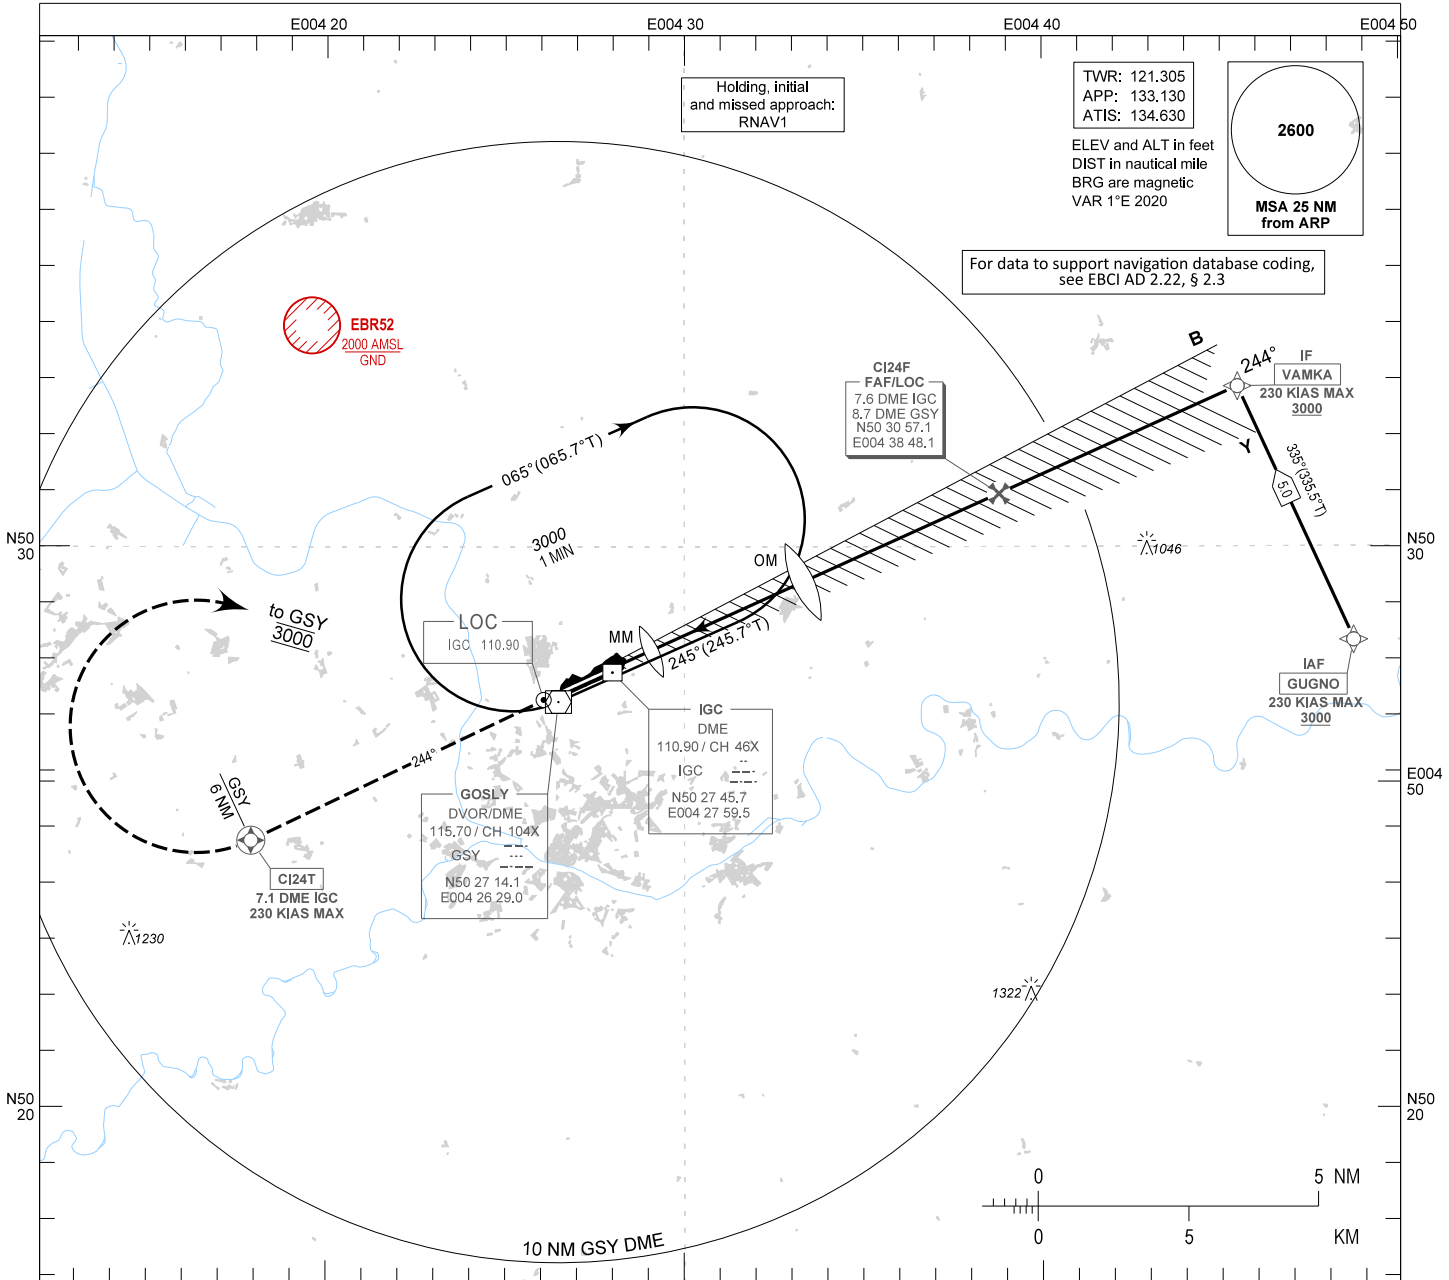 E004 20
E004 30
E004 40
E004 50
Holding, initial
and missed approach:
RNAV1
TWR: 121.305
APP: 133.130
ATIS: 134.630
ELEV and ALT in feet
DIST in nautical mile
BRG are magnetic
VAR 1°E 2020
2600
MSA 25 NM
from ARP
For data to support navigation database coding,
see EBCI AD 2.22, § 2.3
EBR52
2000 AMSL
GND
CI24F
FAF/LOC
7.6 DME IGC
8.7 DME GSY
N50 30 57.1
E004 38 48.1
B
244°
IF
VAMKA
230 KIAS MAX
3000
Y
335°(335.5°T)
5.0
065°(065.7°T)
3000
1 MIN
N50
30
N50
30
OM
1046
to GSY
3000
LOC
IGC 110.90
MM
245°(245.7°T)
IAF
GUGNO
230 KIAS MAX
3000
IGC
DME
110.90 / CH 46X
IGC
N50 27 45.7
E004 27 59.5
244°
GSY
6 NM
GOSLY
DVOR/DME
115.70 / CH 104X
GSY
N50 27 14.1
E004 26 29.0
E004
50
CI24T
7.1 DME IGC
230 KIAS MAX
1230
1322
N50
20
N50
20
0
5 NM
0
5
KM
10 NM GSY DME